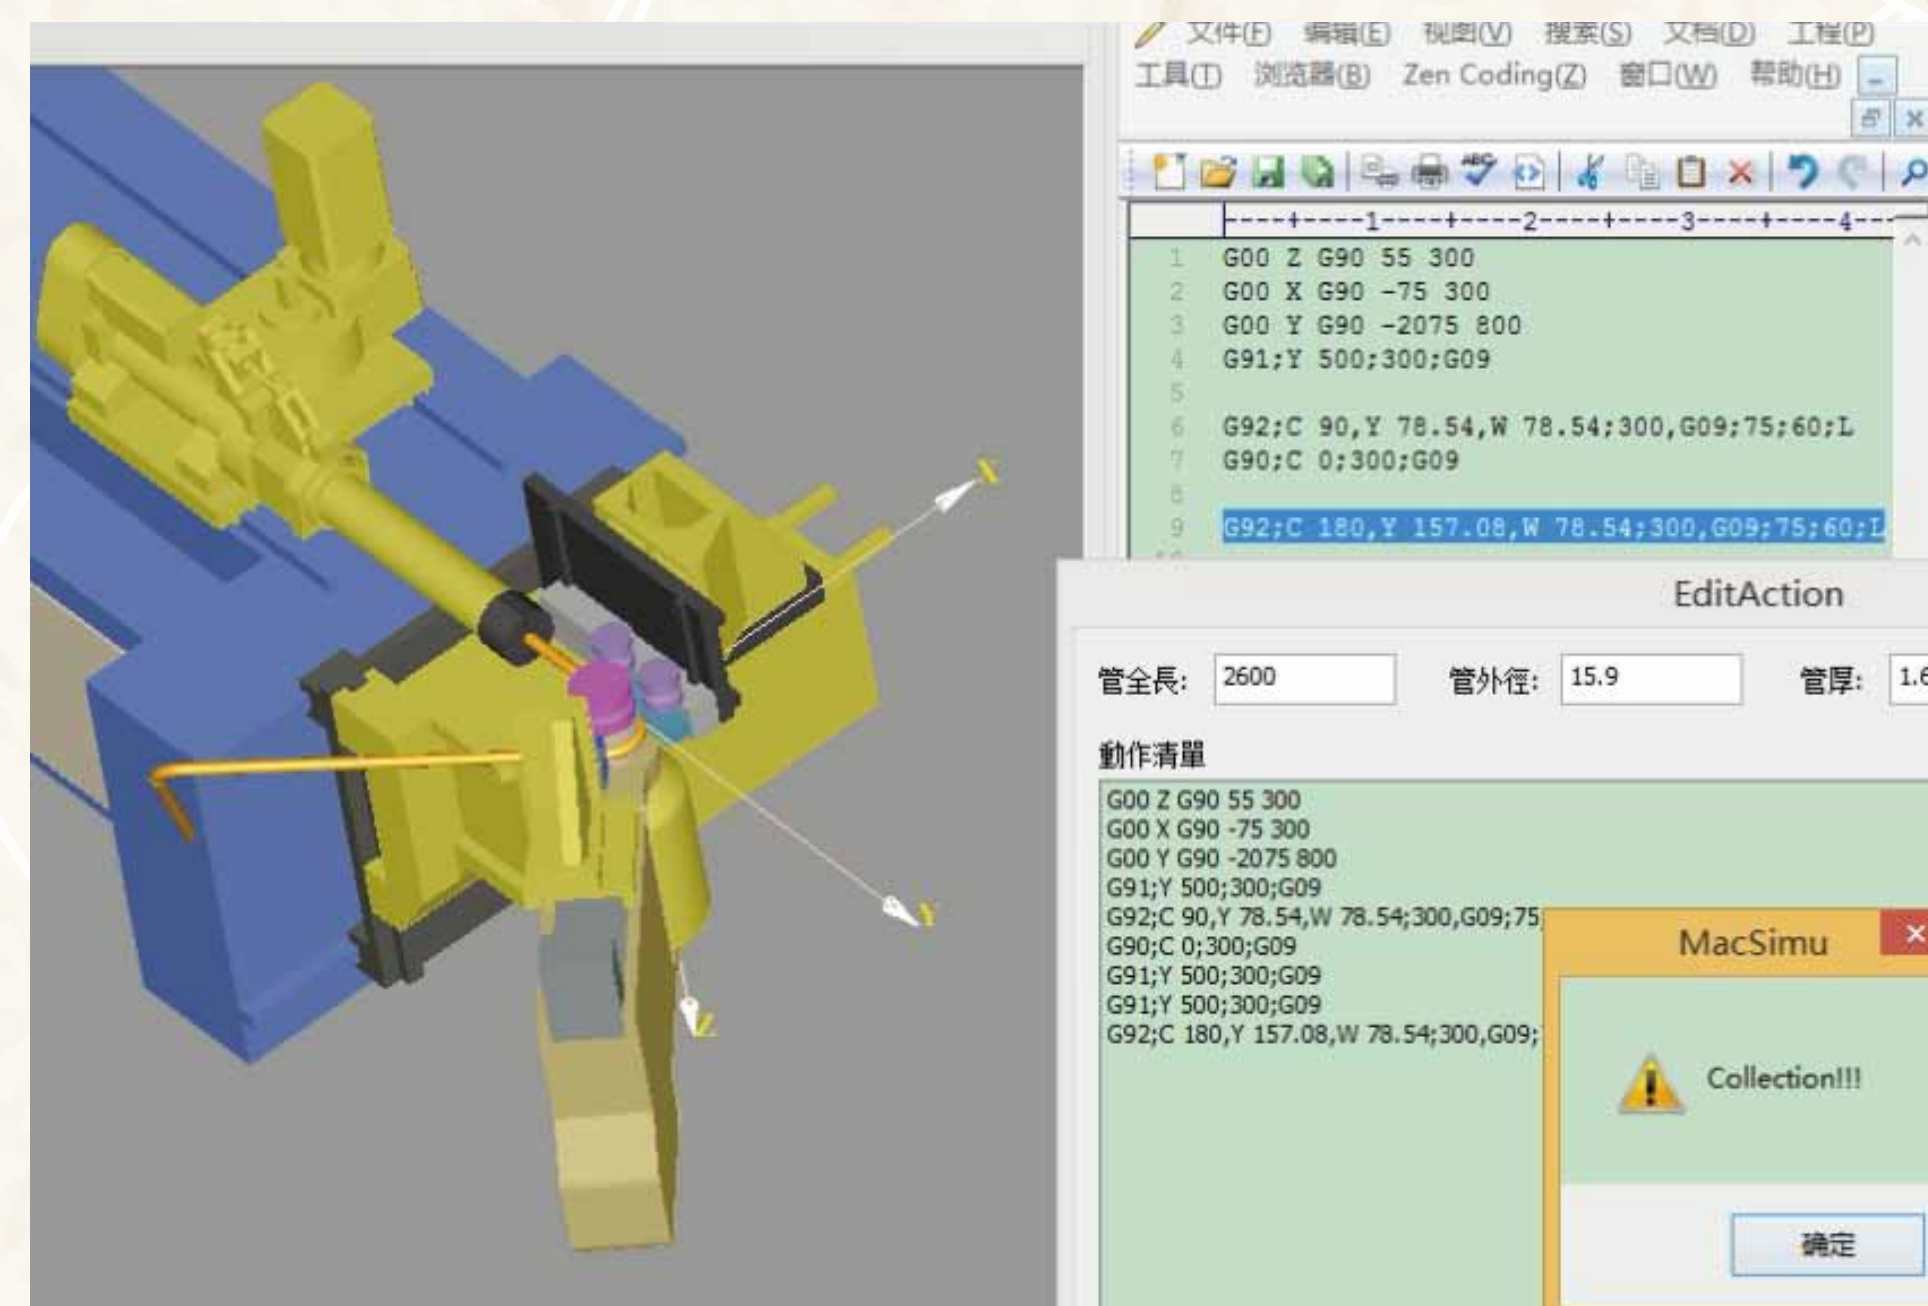 文件(F) 编辑(E) 视图(V) 搜索(S) 文档(D) 工程(P)
工具(T) 浏览器(B) Zen Coding(Z) 窗口(W) 帮助(H)
ABC
|----+----1----+----2----+----3----+----4---
1 G00 Z G90 55 300
2 G00 X G90 -75 300
3 G00 Y G90 -2075 800
4 G91;Y 500;300;G09
5
6 G92;C 90,Y 78.54,W 78.54;300,G09;75;60;L
7 G90;C 0;300;G09
8
9 G92;C 180,Y 157.08,W 78.54;300,G09;75;60;L
EditAction
管全長: 2600 管外徑: 15.9 管厚: 1.6
動作清單
G00 Z G90 55 300
G00 X G90 -75 300
G00 Y G90 -2075 800
G91;Y 500;300;G09
G92;C 90,Y 78.54,W 78.54;300,G09;75;
G90;C 0;300;G09
G91;Y 500;300;G09
G91;Y 500;300;G09
G92;C 180,Y 157.08,W 78.54;300,G09;
MacSimu
Collection!!!
确定
X
Y
Z